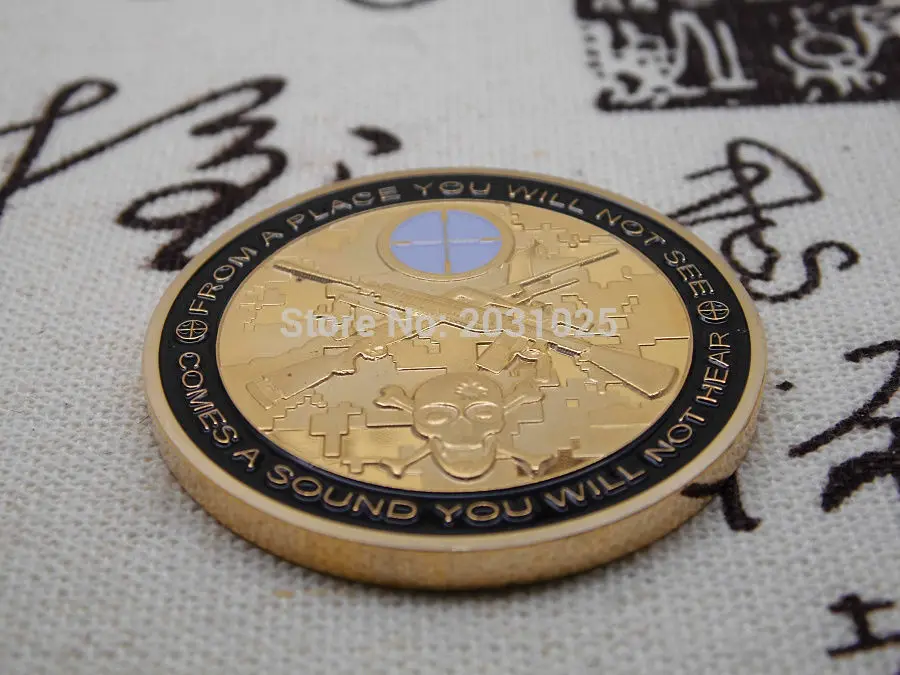 FROM A PLACE YOU WILL NOT SEE
COMES A SOUND YOU WILL NOT HEAR
Store No: 2031025